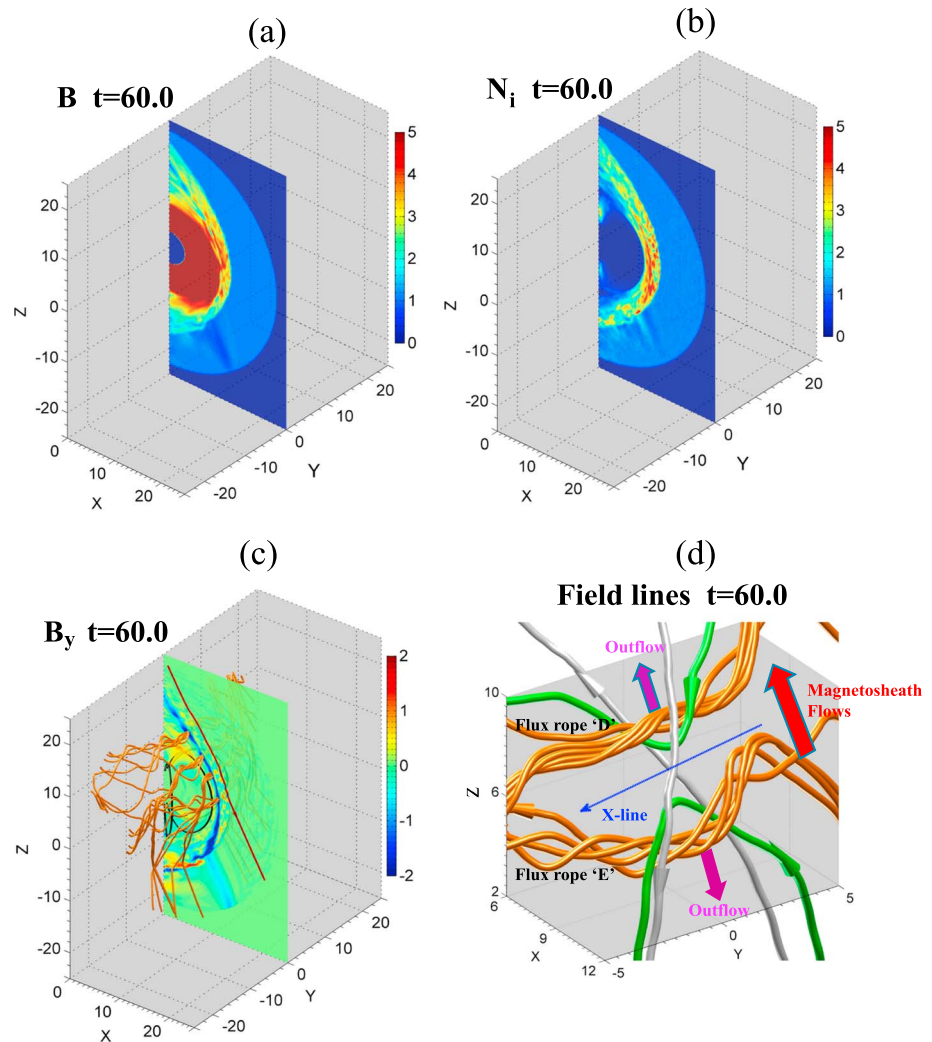 (a)
B t=60.0
5
4
3
2
1
0
20
10
0
-10
-20
Z
0
10
20
X
-20
-10
0
10
20
Y
(b)
Ni t=60.0
5
4
3
2
1
0
20
10
0
-10
-20
Z
0
10
20
X
-20
-10
0
10
20
Y
(c)
By t=60.0
2
1
0
-1
-2
20
10
0
-10
-20
Z
0
10
20
X
-20
-10
0
10
20
Y
(d)
Field lines t=60.0
Outflow
Magnetosheath
Flows
Flux rope ‘D’
X-line
Flux rope ‘E’
Outflow
10
6
2
Z
6
9
12
X
-5
0
5
Y